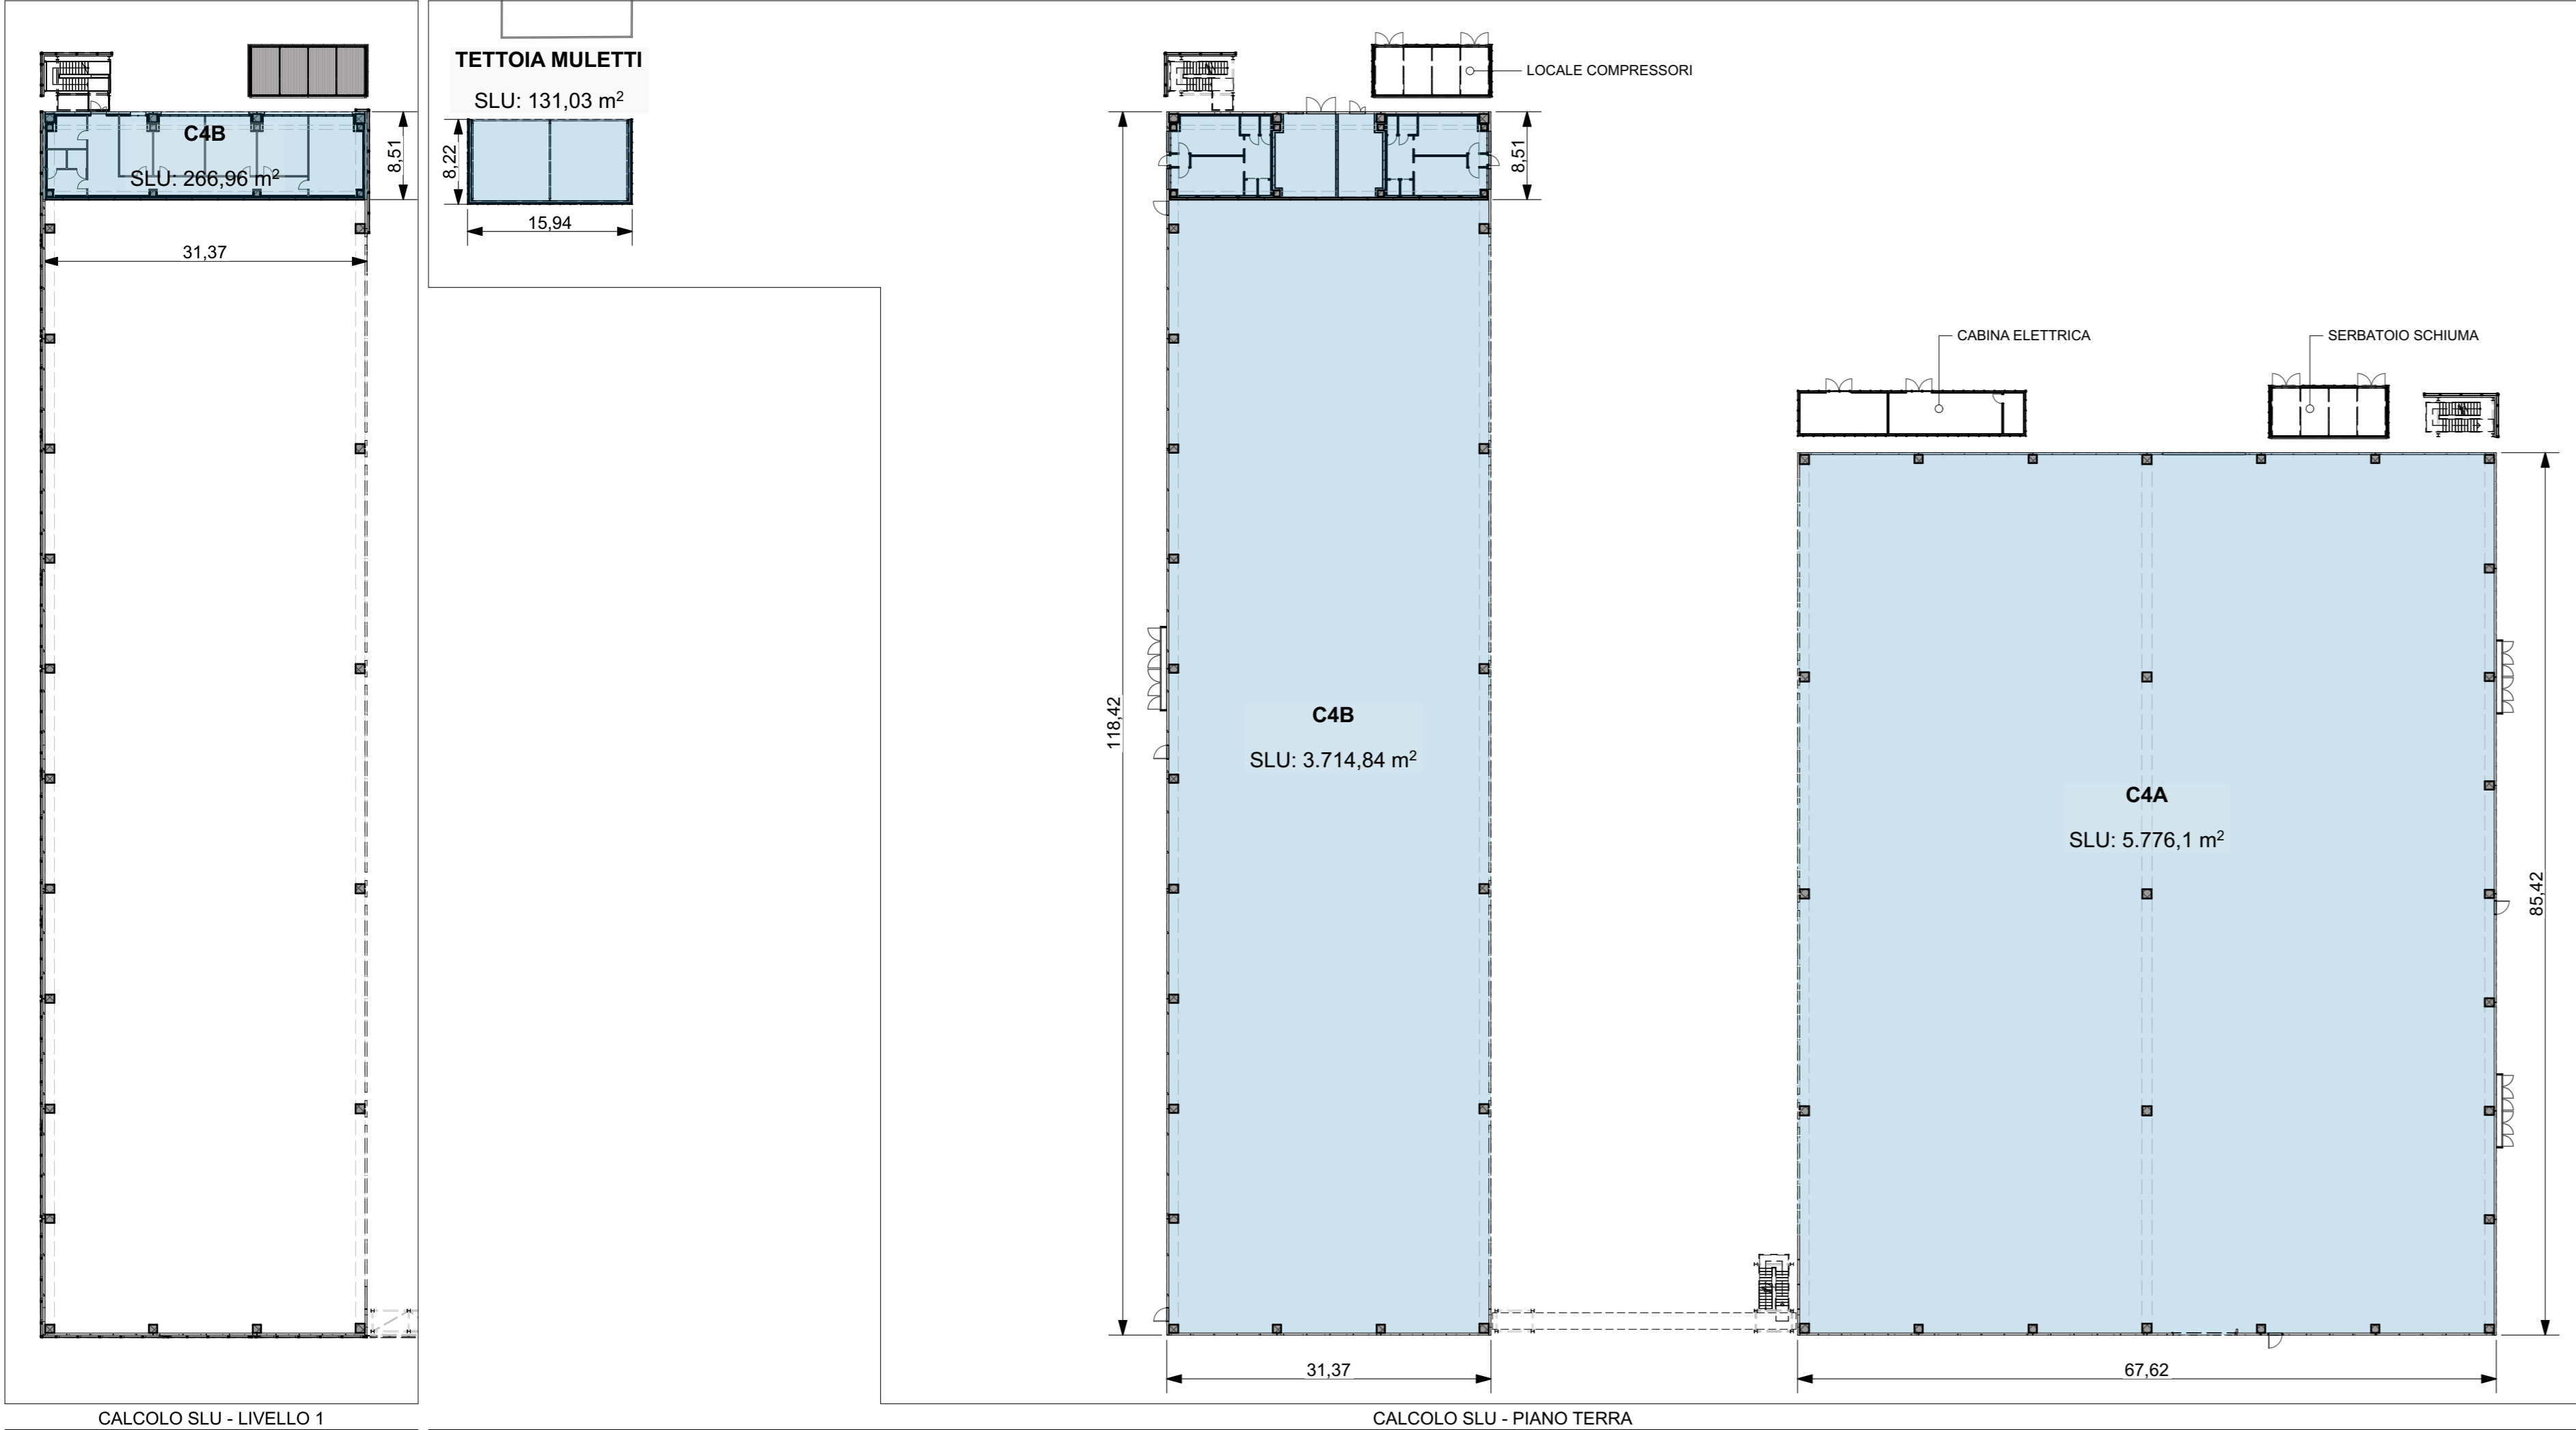 C4B
SLU: 266,96 m²
8,51
31,37
CALCOLO SLU - LIVELLO 1
TETTOIA MULETTI
SLU: 131,03 m²
8,22
15,94
LOCALE COMPRESSORI
8,51
118,42
C4B
SLU: 3.714,84 m²
31,37
CABINA ELETTRICA
SERBATOIO SCHIUMA
C4A
SLU: 5.776,1 m²
85,42
67,62
CALCOLO SLU - PIANO TERRA